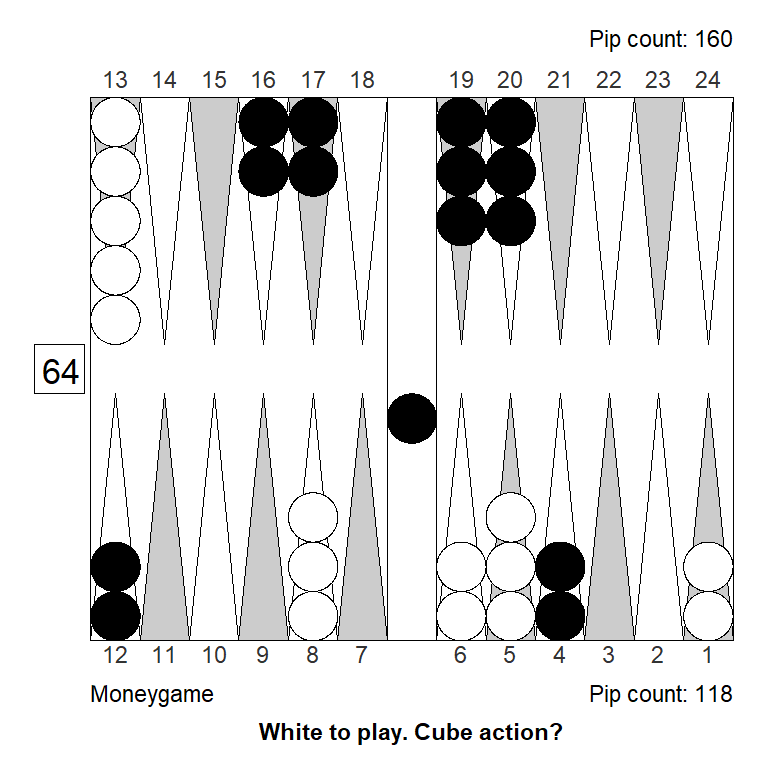 Pip count: 160
13 14 15 16 17 18 19 20 21 22 23 24
64
12 11 10 9 8 7 6 5 4 3 2 1
Moneygame Pip count: 118
White to play. Cube action?